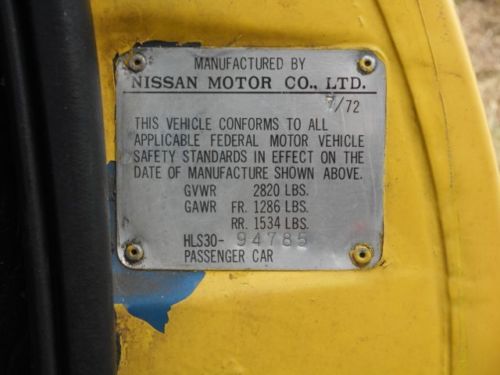 MANUFACTURED BY
NISSAN MOTOR CO., LTD.
7/72
THIS VEHICLE CONFORMS TO ALL
APPLICABLE FEDERAL MOTOR VEHICLE
SAFETY STANDARDS IN EFFECT ON THE
DATE OF MANUFACTURE SHOWN ABOVE.
GVWR 2820 LBS.
GAWR FR. 1286 LBS.
RR. 1534 LBS.
HLS30-94785
PASSENGER CAR